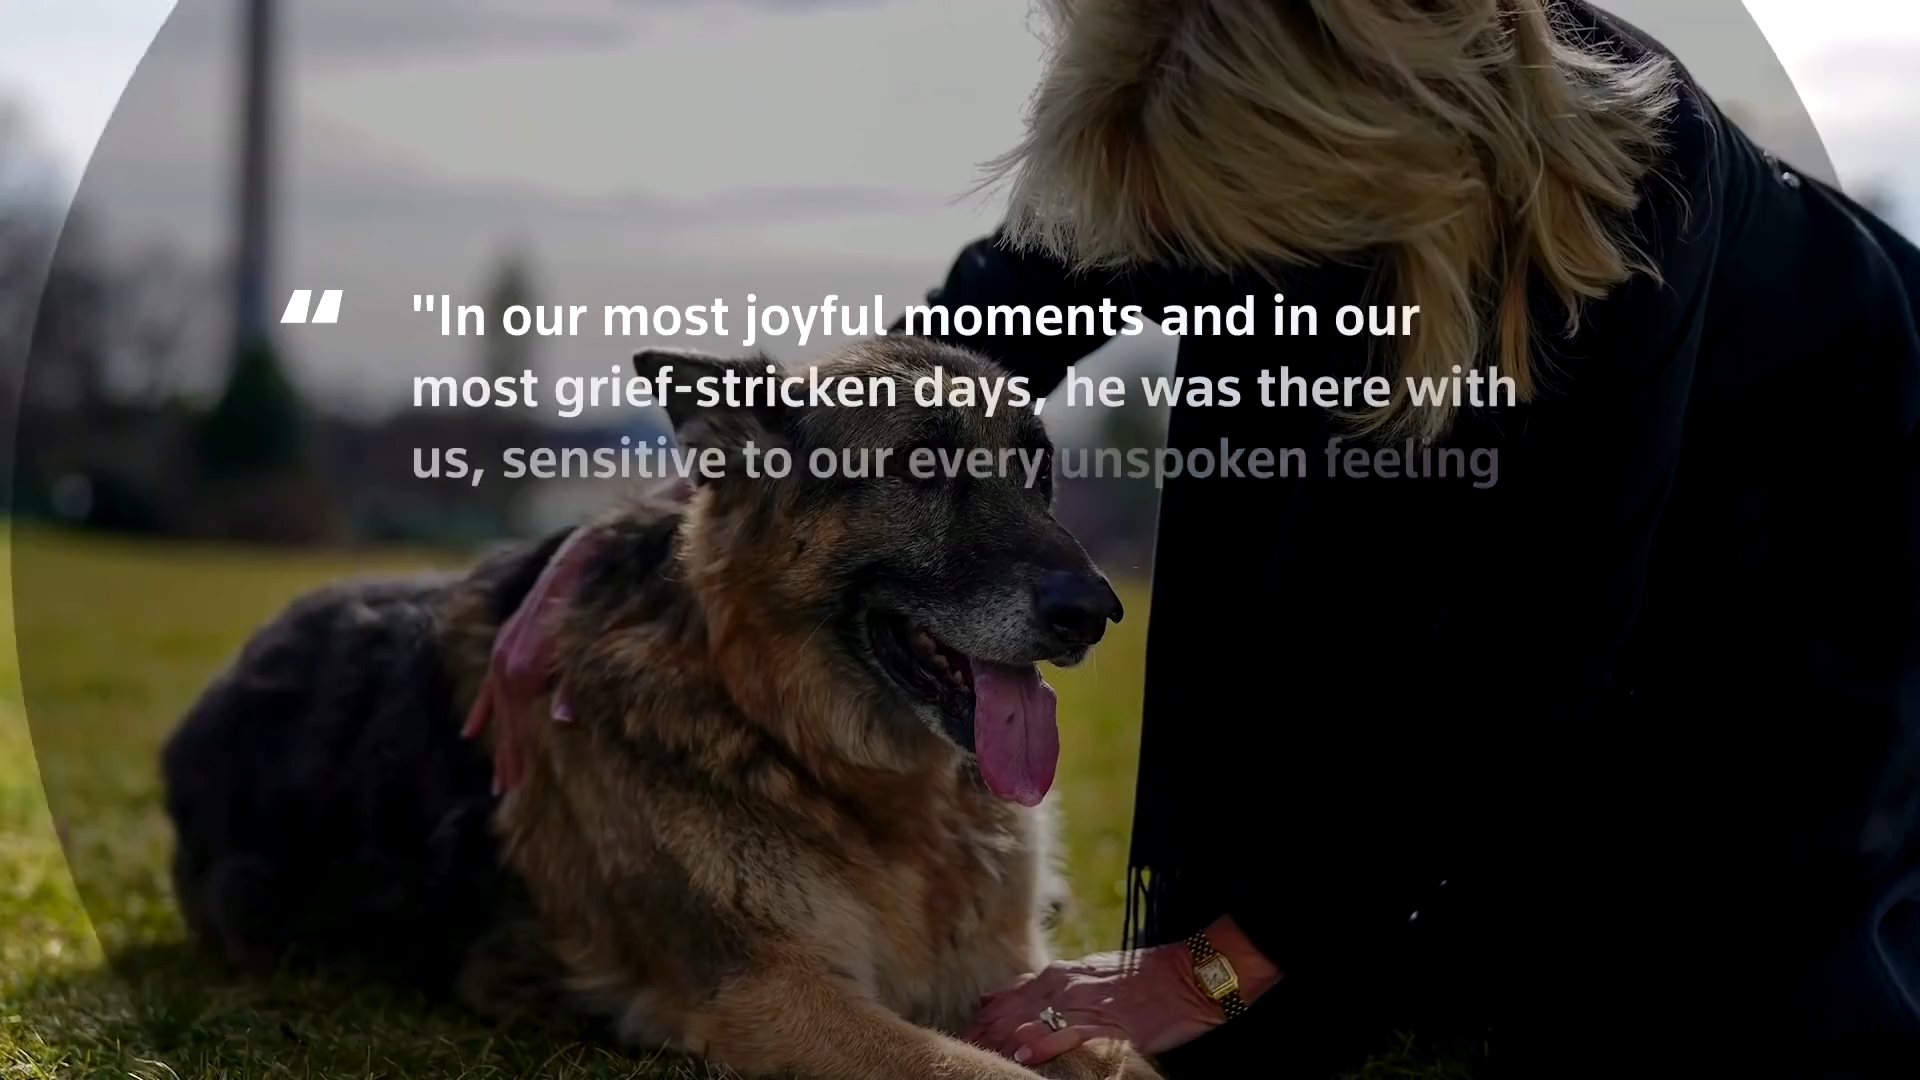 "In our most joyful moments and in our
most grief-stricken days, he was there with
us, sensitive to our every unspoken feeling